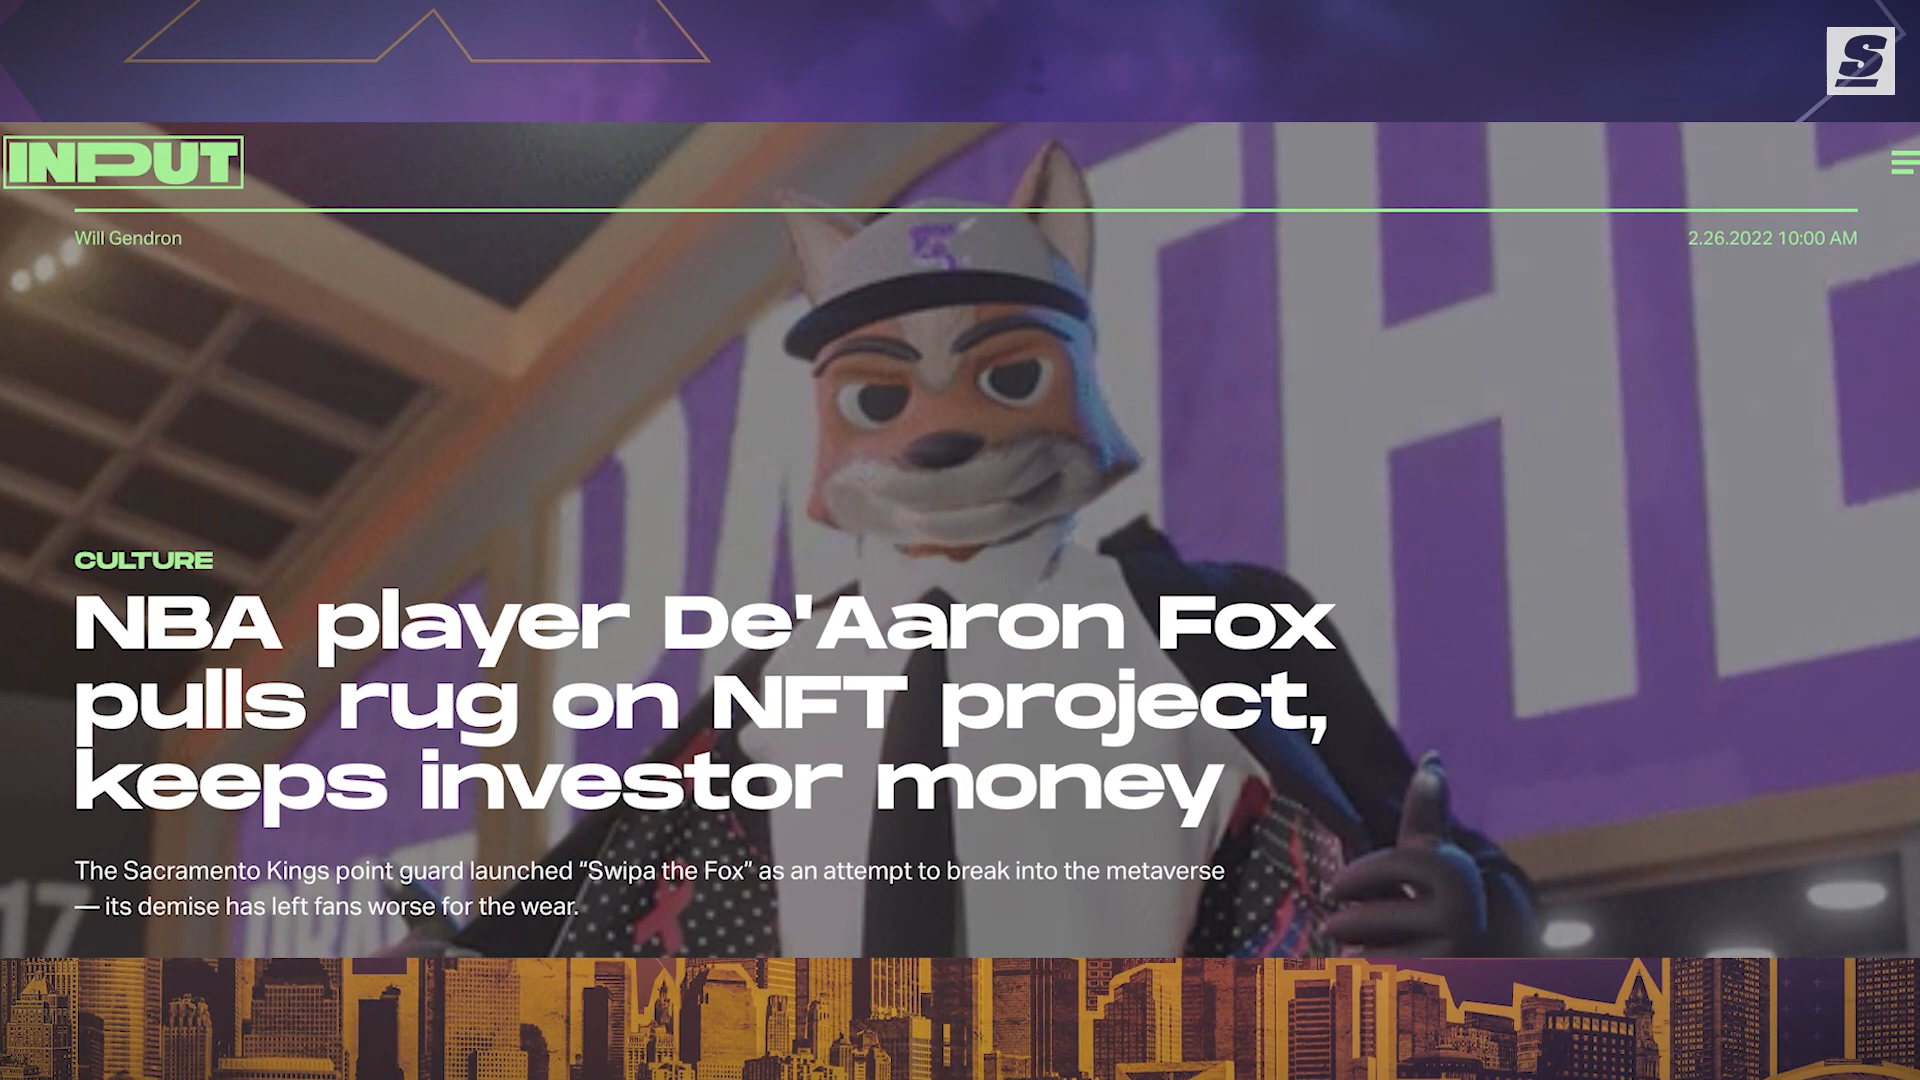 S
INPUT
Will Gendron
2.26.2022 10:00 AM
THE
CULTURE
NBA player De'Aaron Fox
pulls rug on NFT project,
keeps investor money
The Sacramento Kings point guard launched “Swipa the Fox” as an attempt to break into the metaverse
— its demise has left fans worse for the wear.
17